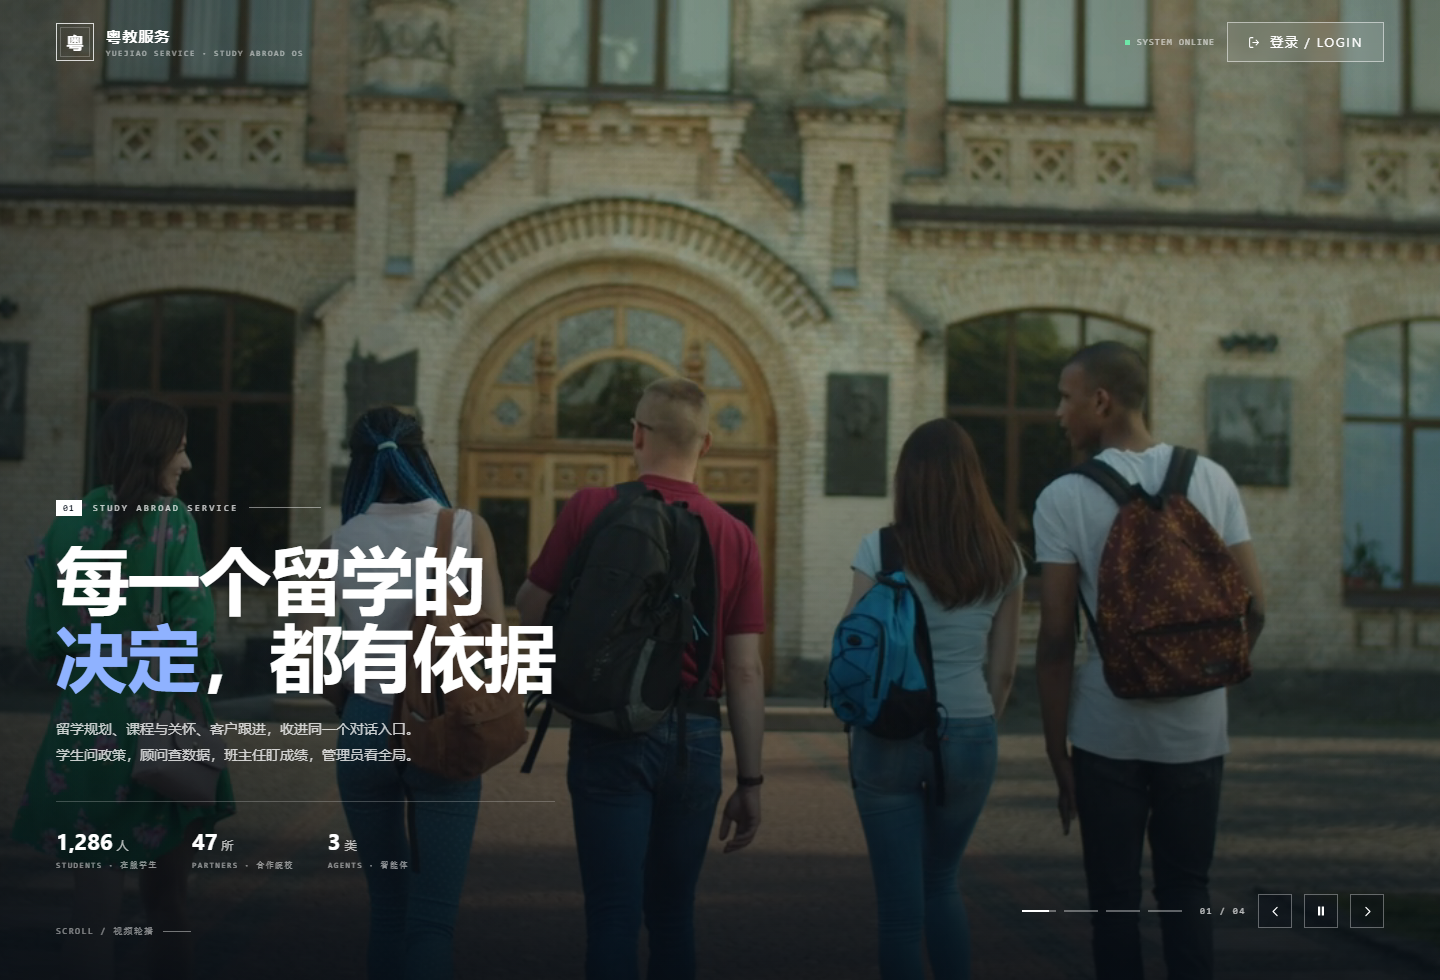 粤
粤教服务
YUEJIAO SERVICE · STUDY ABROAD OS
SYSTEM ONLINE
登录 / LOGIN
01 STUDY ABROAD SERVICE
每一个留学的
决定，都有依据
留学规划、课程与关怀、客户跟进，收进同一个对话入口。
学生问政策，顾问查数据，班主任盯成绩，管理员看全局。
1,286 人
STUDENTS · 在服学生
47 所
PARTNERS · 合作院校
3 类
AGENTS · 智能体
01 / 04
SCROLL / 视频轮播